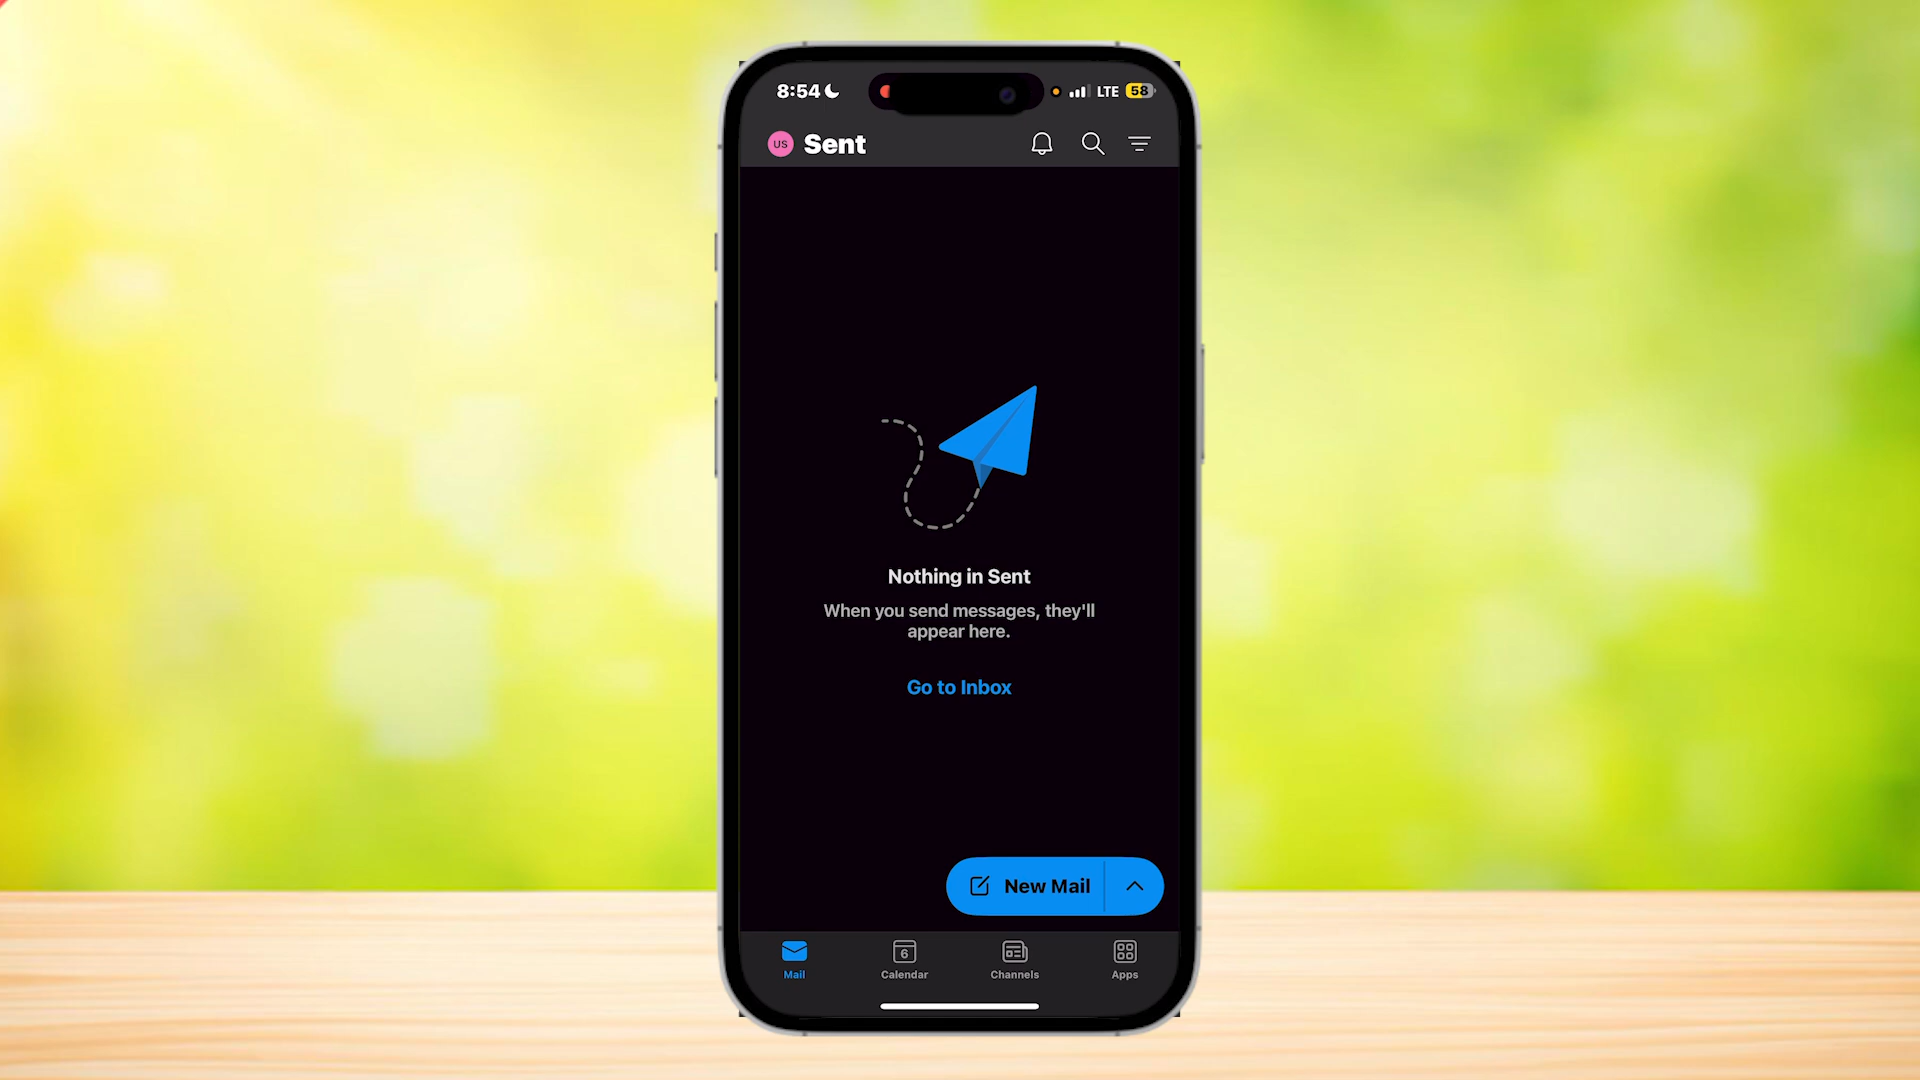 8:54
LTE
58
US
Sent
Nothing in Sent
When you send messages, they'll
appear here.
Go to Inbox
New Mail
Mail
6
Calendar
Channels
Apps